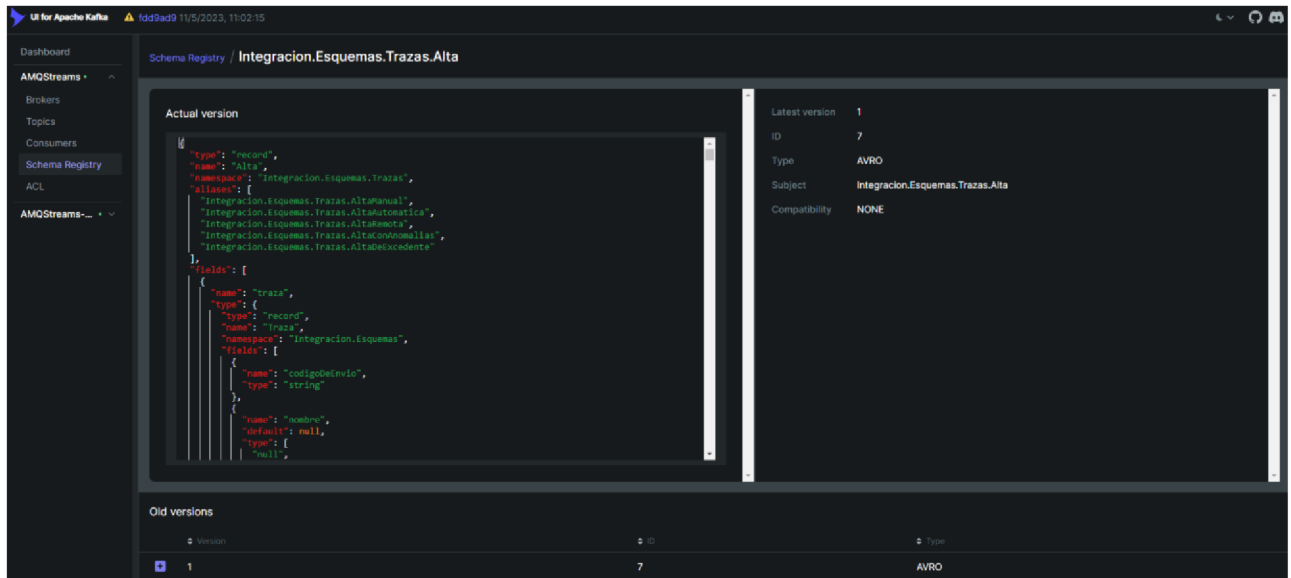 UI for Apache Kafka fdd9ad9 11/5/2023, 11:02:15
Dashboard
AMQStreams
Brokers
Topics
Consumers
Schema Registry
ACL
AMQStreams-...
Schema Registry / Integracion.Esquemas.Trazas.Alta
Actual version
{
"type": "record",
"name": "Alta",
"namespace": "Integracion.Esquemas.Trazas",
"aliases": [
"Integracion.Esquemas.Trazas.AltaManual",
"Integracion.Esquemas.Trazas.AltaAutomatica",
"Integracion.Esquemas.Trazas.AltaRemota",
"Integracion.Esquemas.Trazas.AltaConAnomalias",
"Integracion.Esquemas.Trazas.AltaDeExcedente"
],
"fields": [
{
"name": "traza",
"type": {
"type": "record",
"name": "Traza",
"namespace": "Integracion.Esquemas",
"fields": [
{
"name": "codigoDeEnvio",
"type": "string"
},
{
"name": "nombre",
"default": null,
"type": [
"null",
Latest version 1
ID 7
Type AVRO
Subject Integracion.Esquemas.Trazas.Alta
Compatibility NONE
Old versions
Version ID Type
1 7 AVRO